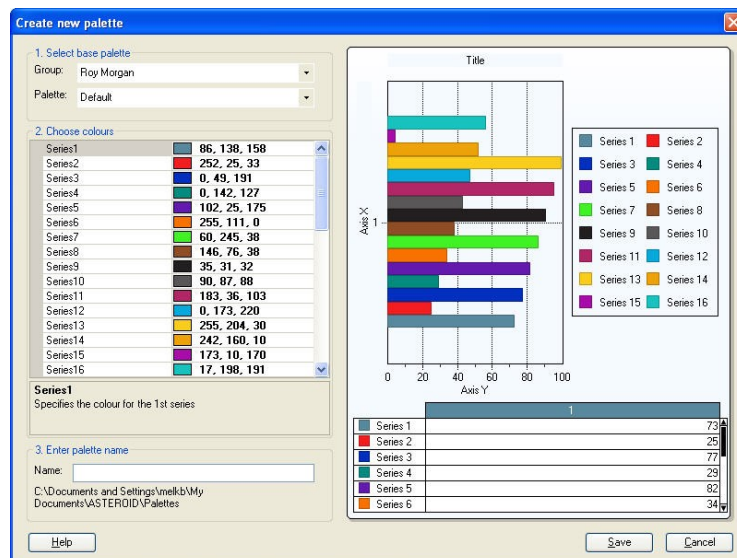 Create new palette
1. Select base palette
Group: Roy Morgan
Palette: Default
2. Choose colours
Series1 86, 138, 158
Series2 252, 25, 33
Series3 0, 49, 191
Series4 0, 142, 127
Series5 102, 25, 175
Series6 255, 111, 0
Series7 60, 245, 38
Series8 146, 76, 38
Series9 35, 31, 32
Series10 90, 87, 88
Series11 183, 36, 103
Series12 0, 173, 220
Series13 255, 204, 30
Series14 242, 160, 10
Series15 173, 10, 170
Series16 17, 198, 191
Series1
Specifies the colour for the 1st series
3. Enter palette name
Name:
C:\Documents and Settings\melkb\My
Documents\ASTEROID\Palettes
Help
Title
Axis X
1
0 20 40 60 80 100
Axis Y
Series 1 Series 2
Series 3 Series 4
Series 5 Series 6
Series 7 Series 8
Series 9 Series 10
Series 11 Series 12
Series 13 Series 14
Series 15 Series 16
1
Series 1 73
Series 2 25
Series 3 77
Series 4 29
Series 5 82
Series 6 34
Save Cancel